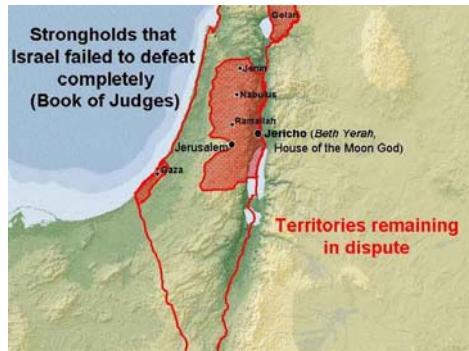 Strongholds that
Israel failed to defeat
completely
(Book of Judges)
Golan
Jenin
Nabulus
Ramallah
Jericho (Beth Yerah,
House of the Moon God)
Jerusalem
Gaza
Territories remaining
in dispute